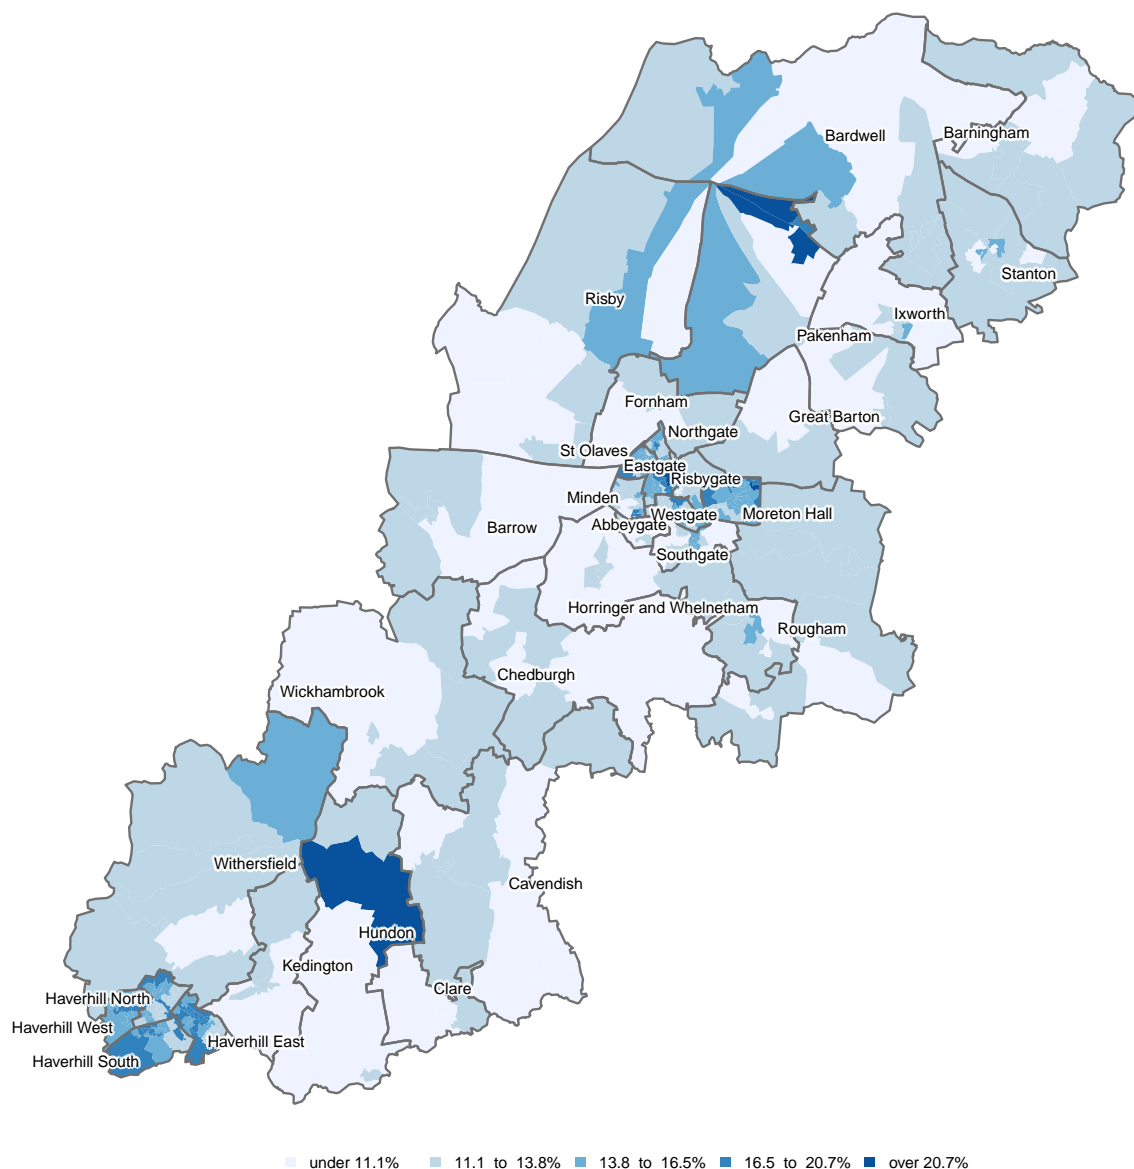 Bardwell
Barningham
Stanton
Risby
Ixworth
Pakenham
Fornham
Great Barton
Northgate
St Olaves
Eastgate
Risbygate
Minden
Moreton Hall
Westgate
Abbeygate
Barrow
Southgate
Horringer and Whelnetham
Rougham
Chedburgh
Wickhambrook
Withersfield
Cavendish
Hundon
Kedington
Clare
Haverhill North
Haverhill West
Haverhill East
Haverhill South
under 11.1% 11.1 to 13.8% 13.8 to 16.5% 16.5 to 20.7% over 20.7%